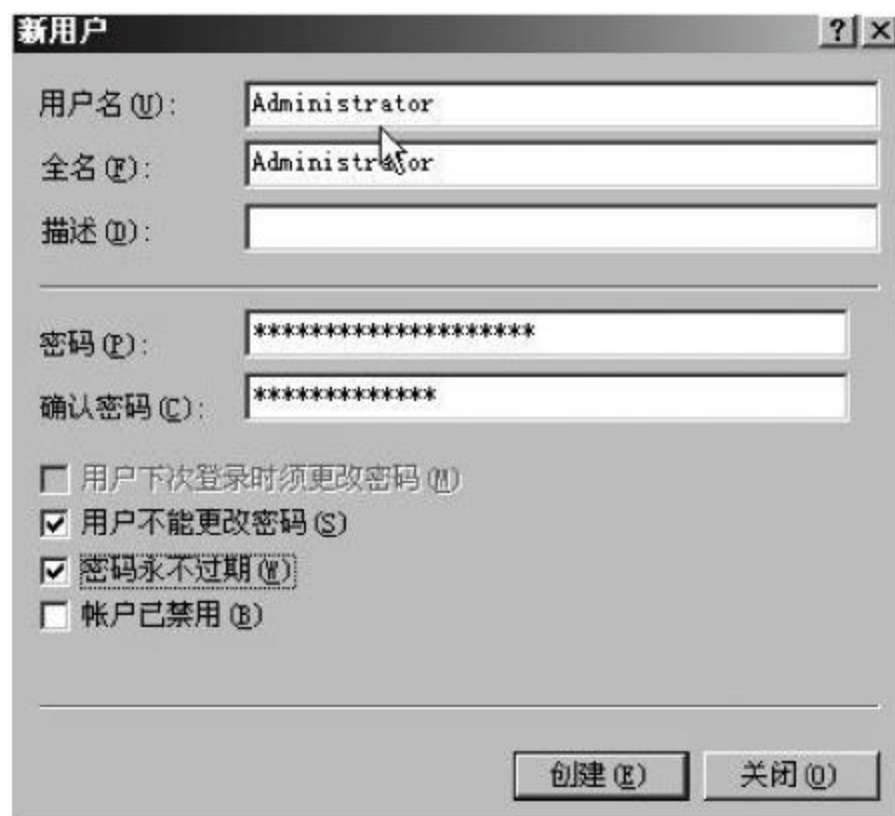 新用户
用户名(U): Administrator
全名(F): Administrator
描述(D):
密码(P): ********************
确认密码(C): *************
用户下次登录时须更改密码(M)
用户不能更改密码(S)
密码永不过期(W)
帐户已禁用(B)
创建(E) 关闭(O)